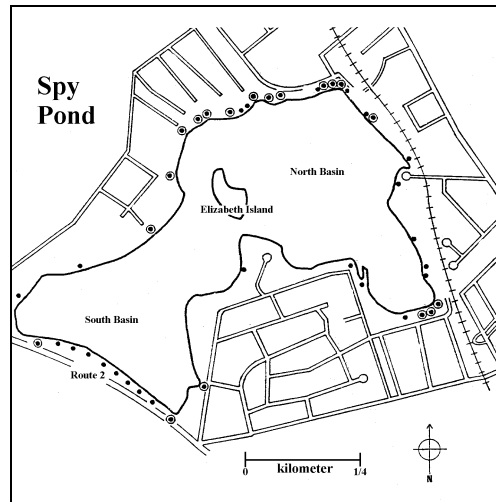 Spy
Pond
North Basin
Elizabeth Island
South Basin
Route 2
0 kilometer 1/4
N